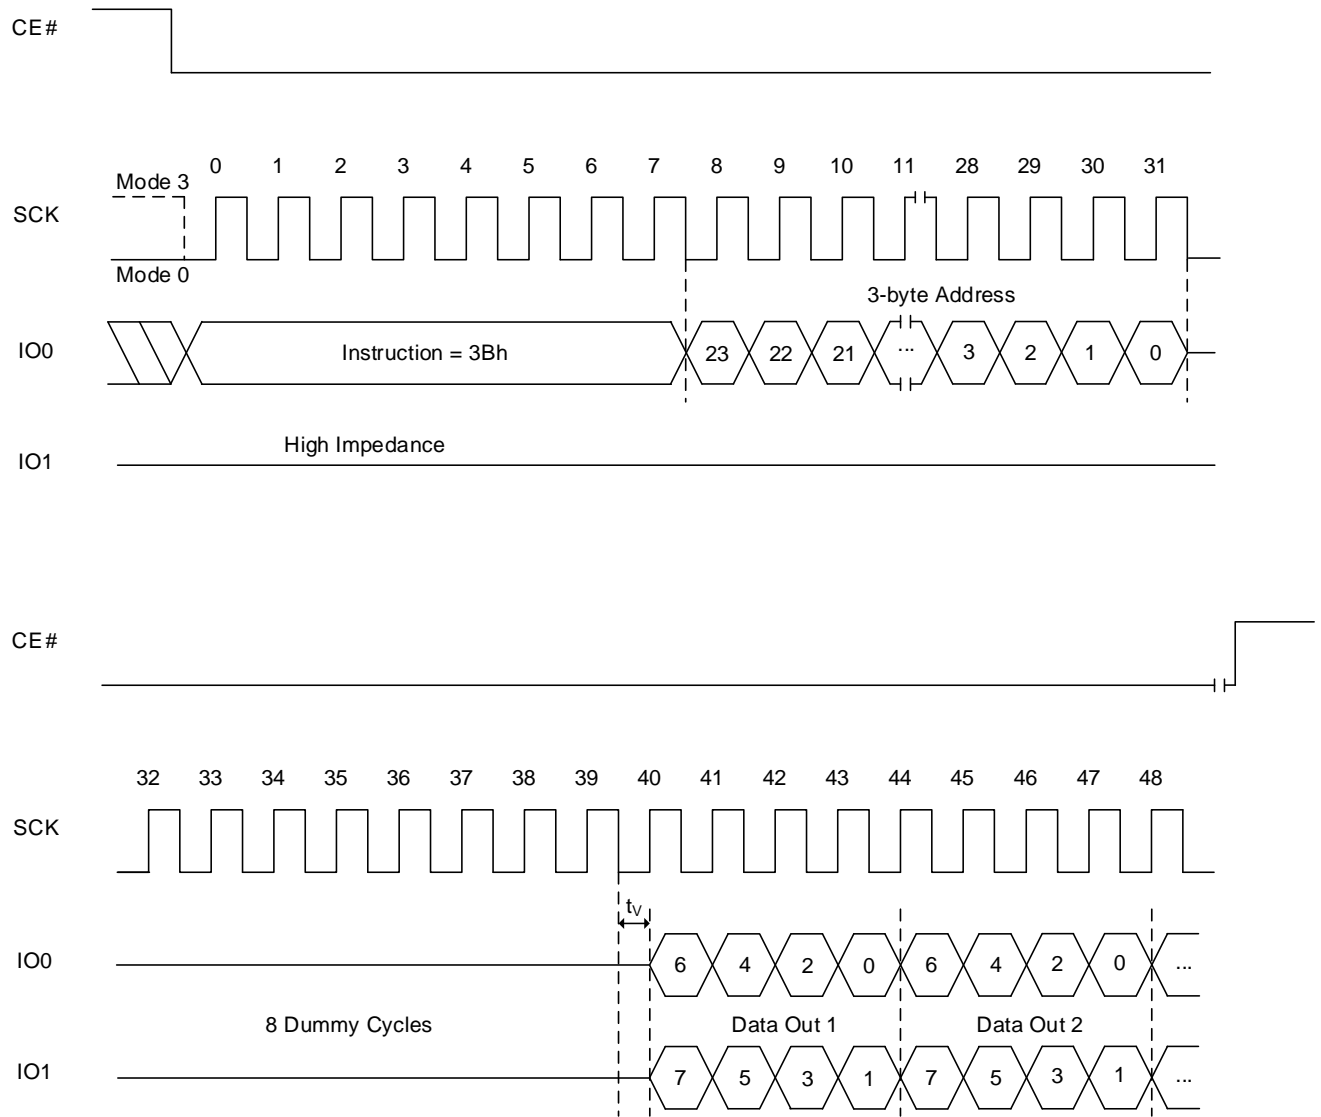 CE#
0 1 2 3 4 5 6 7 8 9 10 11 28 29 30 31
Mode 3
SCK
Mode 0
3-byte Address
IO0 Instruction = 3Bh 23 22 21 ... 3 2 1 0
High Impedance
IO1
CE#
32 33 34 35 36 37 38 39 40 41 42 43 44 45 46 47 48
SCK
tV
IO0 6 4 2 0 6 4 2 0 ...
8 Dummy Cycles Data Out 1 Data Out 2
IO1 7 5 3 1 7 5 3 1 ...